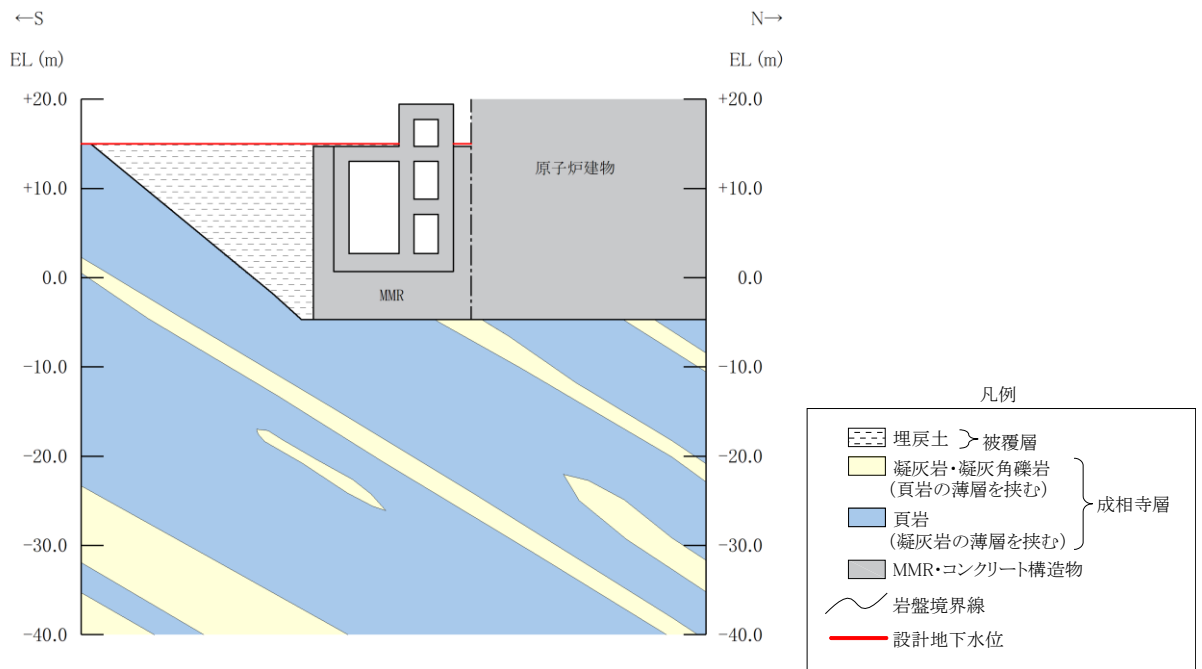 ←S
N→
EL (m)
EL (m)
+20.0
+20.0
+10.0
+10.0
0.0
0.0
−10.0
−10.0
−20.0
−20.0
−30.0
−30.0
−40.0
−40.0
原子炉建物
MMR
凡例
埋戻土
被覆層
凝灰岩・凝灰角礫岩
(頁岩の薄層を挟む)
成相寺層
頁岩
(凝灰岩の薄層を挟む)
MMR・コンクリート構造物
岩盤境界線
設計地下水位